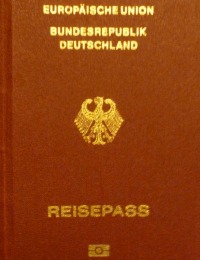 EUROPÄISCHE UNION
BUNDESREPUBLIK
DEUTSCHLAND
REISEPASS